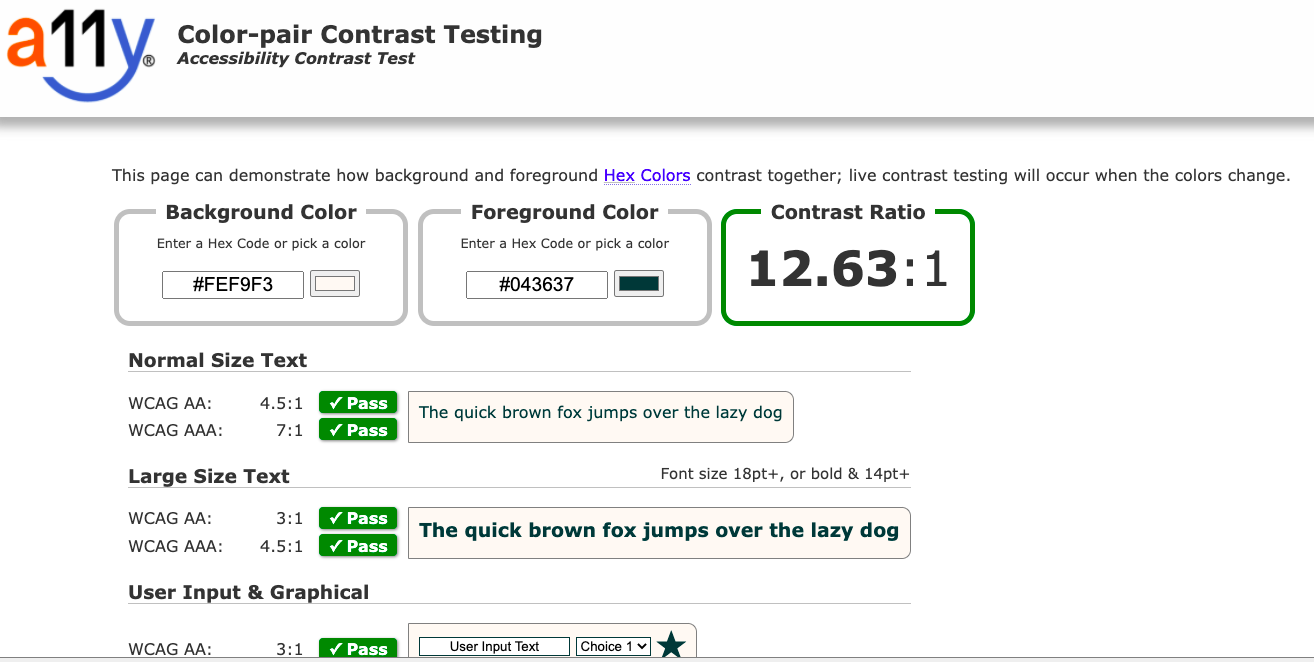 a11y®
Color-pair Contrast Testing
Accessibility Contrast Test
This page can demonstrate how background and foreground Hex Colors contrast together; live contrast testing will occur when the colors change.
Background Color
Enter a Hex Code or pick a color
#FEF9F3
Foreground Color
Enter a Hex Code or pick a color
#043637
Contrast Ratio
12.63:1
Normal Size Text
WCAG AA: 4.5:1 ✓ Pass
WCAG AAA: 7:1 ✓ Pass
The quick brown fox jumps over the lazy dog
Large Size Text
Font size 18pt+, or bold & 14pt+
WCAG AA: 3:1 ✓ Pass
WCAG AAA: 4.5:1 ✓ Pass
The quick brown fox jumps over the lazy dog
User Input & Graphical
WCAG AA: 3:1 ✓ Pass
User Input Text
Choice 1